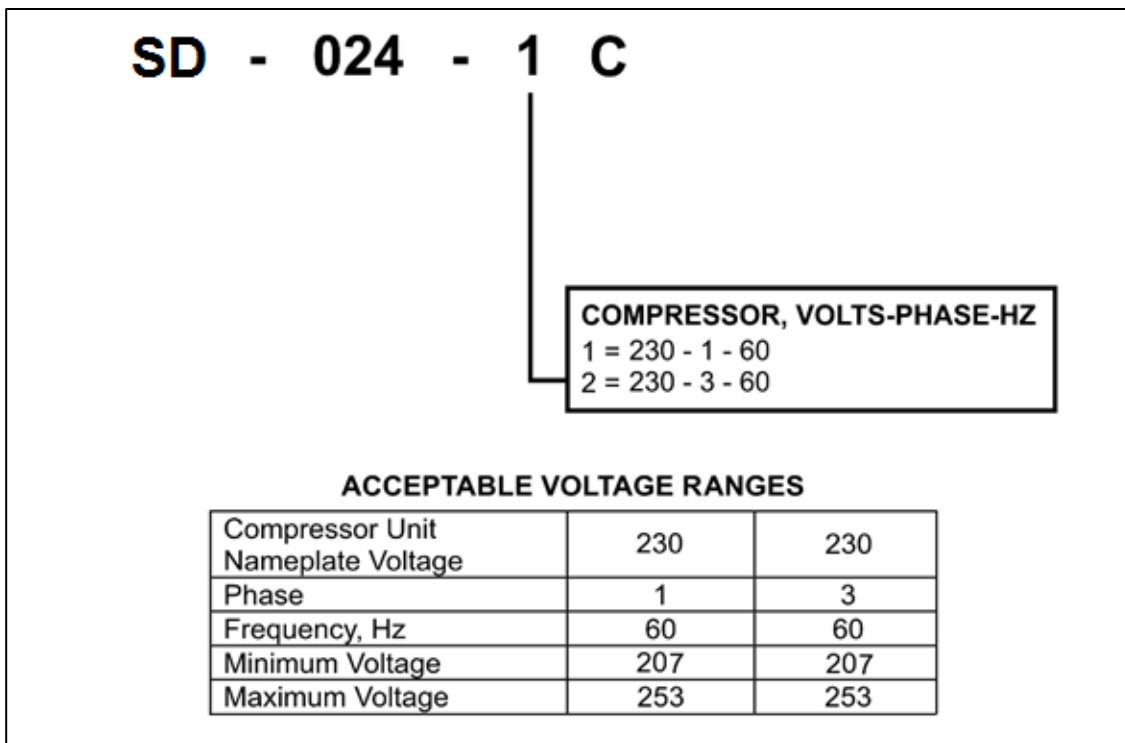 SD - 024 - 1 C
COMPRESSOR, VOLTS-PHASE-HZ
1 = 230 - 1 - 60
2 = 230 - 3 - 60
ACCEPTABLE VOLTAGE RANGES
Compressor Unit
Nameplate Voltage 230 230
Phase 1 3
Frequency, Hz 60 60
Minimum Voltage 207 207
Maximum Voltage 253 253